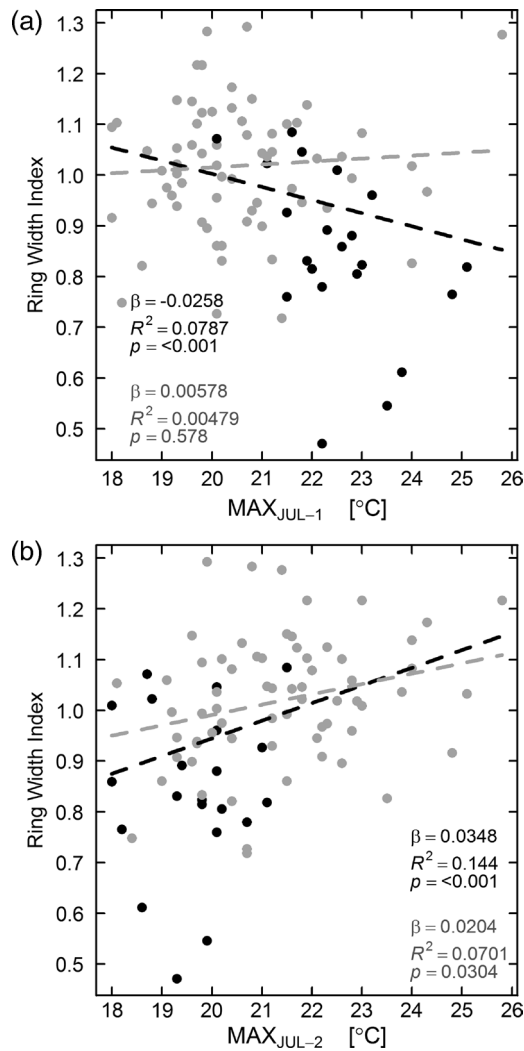 (a)
1.3
1.2
1.1
1.0
0.9
0.8
0.7
0.6
0.5
Ring Width Index
β = -0.0258
R² = 0.0787
p = <0.001
β = 0.00578
R² = 0.00479
p = 0.578
18 19 20 21 22 23 24 25 26
MAX_JUL−1 [°C]
(b)
1.3
1.2
1.1
1.0
0.9
0.8
0.7
0.6
0.5
Ring Width Index
β = 0.0348
R² = 0.144
p = <0.001
β = 0.0204
R² = 0.0701
p = 0.0304
18 19 20 21 22 23 24 25 26
MAX_JUL−2 [°C]